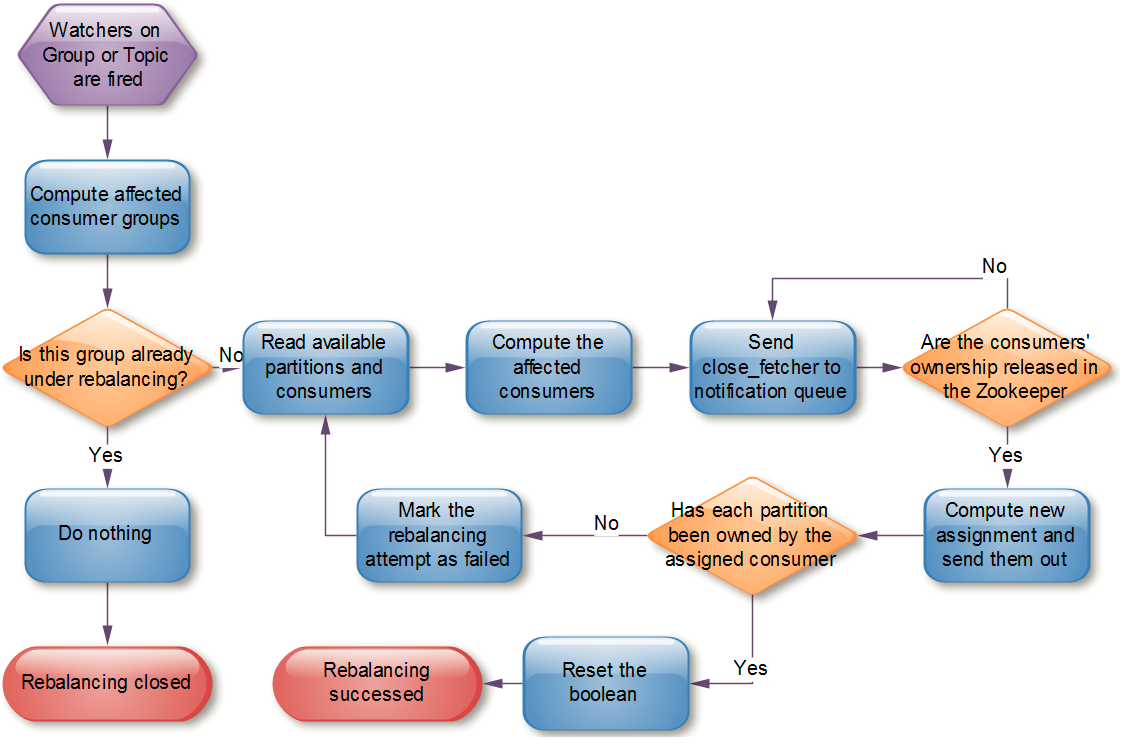 Watchers on
Group or Topic
are fired
Compute affected
consumer groups
Is this group already
under rebalancing?
No
Read available
partitions and
consumers
Compute the
affected
consumers
Send
close_fetcher to
notification queue
No
Are the consumers'
ownership released in
the Zookeeper
Yes
Do nothing
Rebalancing closed
Yes
Compute new
assignment and
send them out
Has each partition
been owned by the
assigned consumer
No
Mark the
rebalancing
attempt as failed
Yes
Reset the
boolean
Rebalancing
successed